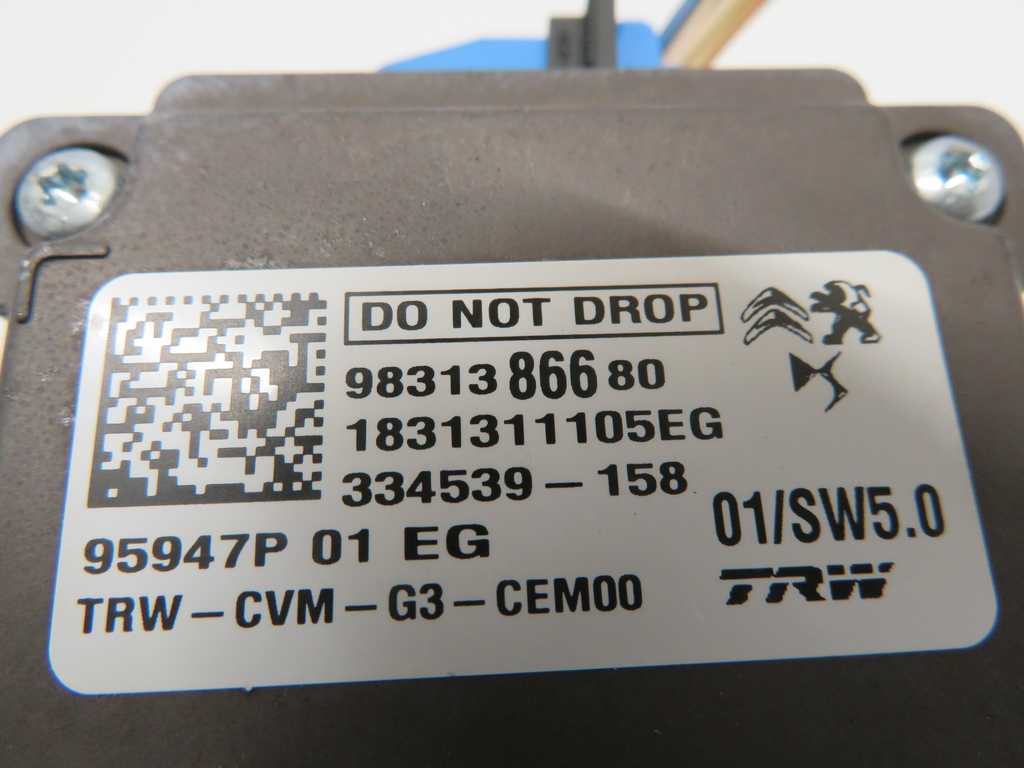 DO NOT DROP
98313 866 80
1831311105EG
334539-158
95947P 01 EG
01/SW5.0
TRW-CVM-G3-CEM00
TRW